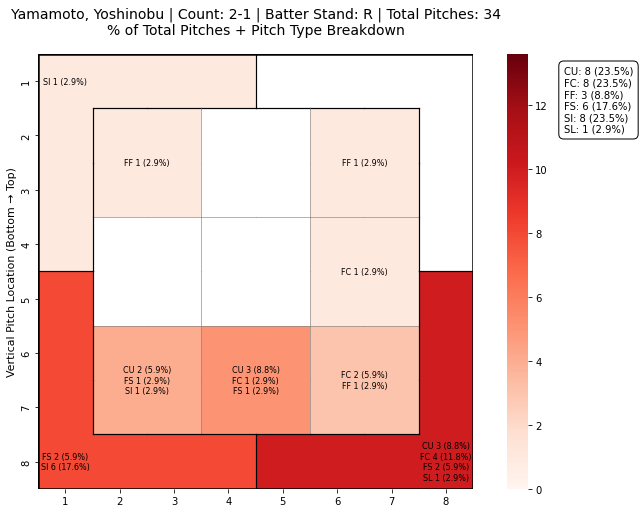 Yamamoto, Yoshinobu | Count: 2-1 | Batter Stand: R | Total Pitches: 34
% of Total Pitches + Pitch Type Breakdown
CU: 8 (23.5%)
FC: 8 (23.5%)
FF: 3 (8.8%)
FS: 6 (17.6%)
SI: 8 (23.5%)
SL: 1 (2.9%)
Vertical Pitch Location (Bottom → Top)
1
2
3
4
5
6
7
8
SI 1 (2.9%)
FF 1 (2.9%)
FF 1 (2.9%)
FC 1 (2.9%)
CU 2 (5.9%)
FS 1 (2.9%)
SI 1 (2.9%)
CU 3 (8.8%)
FC 1 (2.9%)
FS 1 (2.9%)
FC 2 (5.9%)
FF 1 (2.9%)
FS 2 (5.9%)
SI 6 (17.6%)
CU 3 (8.8%)
FC 4 (11.8%)
FS 2 (5.9%)
SL 1 (2.9%)
1
2
3
4
5
6
7
8
12
10
8
6
4
2
0